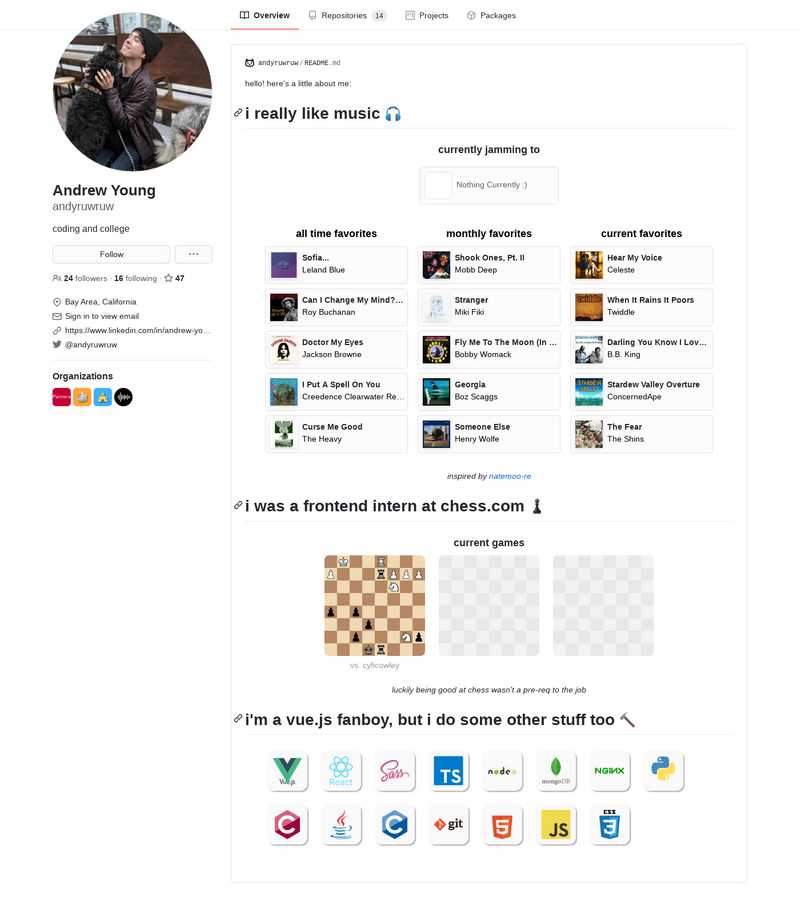 Overview
Repositories 14
Projects
Packages
Andrew Young
andyruwruw
coding and college
Follow
...
24 followers · 16 following · 47
Bay Area, California
Sign in to view email
https://www.linkedin.com/in/andrew-yo...
@andyruwruw
Organizations
andyruwruw / README.md
hello! here's a little about me:
i really like music 🎧
currently jamming to
Nothing Currently :)
all time favorites
Sofia...
Leland Blue
Can I Change My Mind?...
Roy Buchanan
Doctor My Eyes
Jackson Browne
I Put A Spell On You
Creedence Clearwater Re...
Curse Me Good
The Heavy
monthly favorites
Shook Ones, Pt. II
Mobb Deep
Stranger
Miki Fiki
Fly Me To The Moon (In ...
Bobby Womack
Georgia
Boz Scaggs
Someone Else
Henry Wolfe
current favorites
Hear My Voice
Celeste
When It Rains It Poors
Twiddle
Darling You Know I Lov...
B.B. King
Stardew Valley Overture
ConcernedApe
The Fear
The Shins
inspired by natemoo-re
i was a frontend intern at chess.com ♟
current games
vs. cyficowley
luckily being good at chess wasn't a pre-req to the job
i'm a vue.js fanboy, but i do some other stuff too 🔨
Vue.js
React
Sass
TS
node
mongoDB
NGINX
C
Java
C
git
5
JS
CSS
3